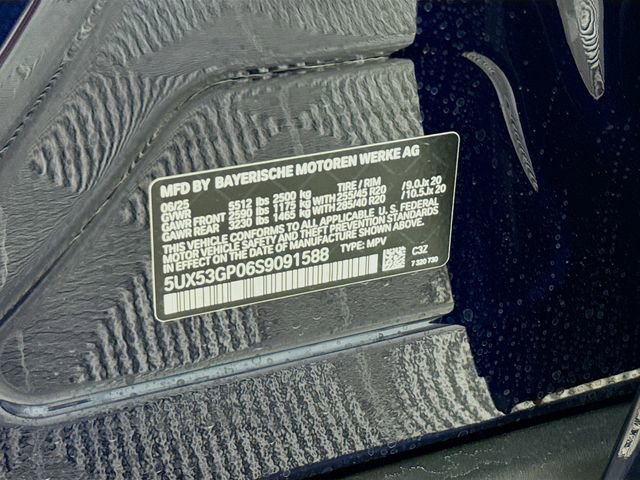 MFD BY BAYERISCHE MOTOREN WERKE AG
06/25 TIRE / RIM
GVWR 5512 lbs 2500 kg
GAWR FRONT 2590 lbs 1175 kg WITH 255/45 R20 /9.0Jx 20
GAWR REAR 3230 lbs 1465 kg WITH 285/40 R20 /10.5Jx 20
THIS VEHICLE CONFORMS TO ALL APPLICABLE U. S. FEDERAL
MOTOR VEHICLE SAFETY AND THEFT PREVENTION STANDARDS
IN EFFECT ON THE DATE OF MANUFACTURE SHOWN ABOVE.
5UX53GP06S9091588 TYPE: MPV C3Z
7 320 730